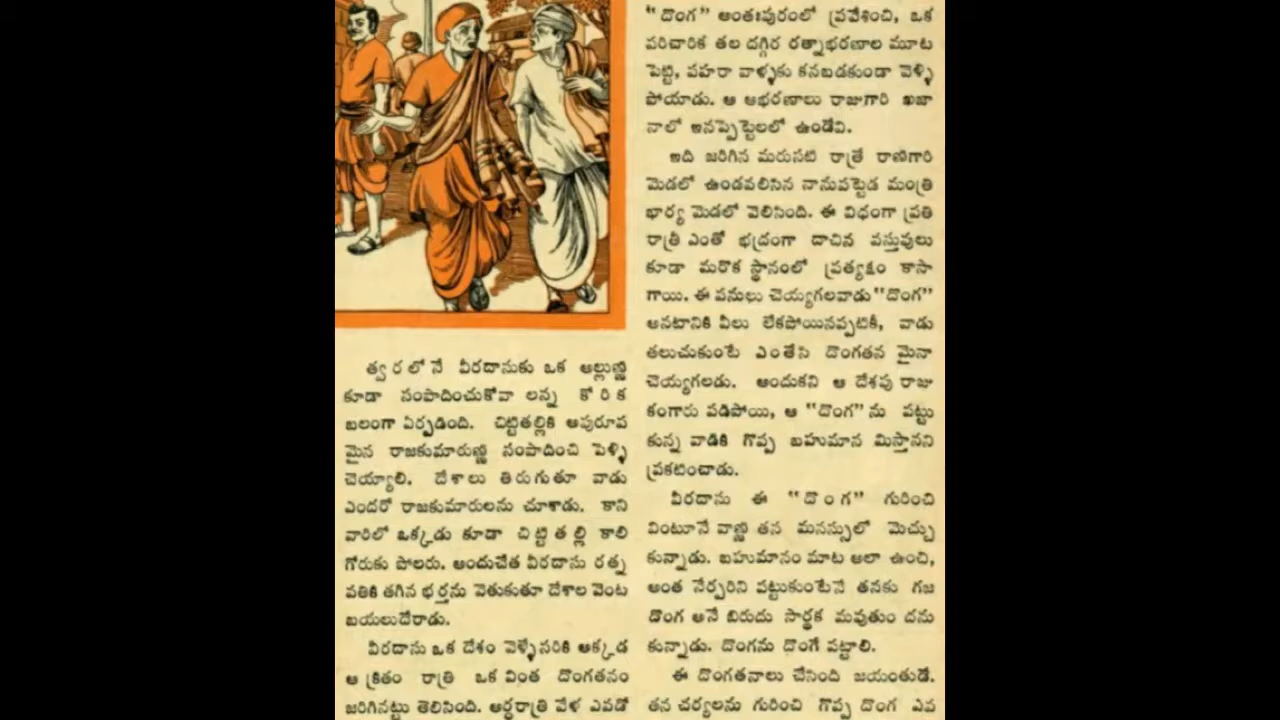 త్వరలోనే వీరదాసుకు ఒక అల్లుణ్ణి
కూడా సంపాదించుకోవా లన్న కోరిక
బలంగా ఏర్పడింది. చిట్టితల్లికి అపురూప
మైన రాజకుమారుణ్ణి సంపాదించి పెళ్ళి
చెయ్యాలి. దేశాలు తిరుగుతూ వాడు
ఎందరో రాజకుమారులను చూశాడు. కాని
వారిలో ఒక్కడు కూడా చిట్టితల్లి కాలి
గోరుకు పోలరు. అందుచేత వీరదాసు రత్న
వతికి తగిన భర్తను వెతుకుతూ దేశాల వెంట
బయలుదేరాడు.
వీరదాసు ఒక దేశం వెళ్ళేసరికి అక్కడ
ఆ క్రితం రాత్రి ఒక వింత దొంగతనం
జరిగినట్టు తెలిసింది. అర్ధరాత్రి వేళ ఎవడో
"దొంగ" అంతఃపురంలో ప్రవేశించి, ఒక
పరిచారిక తల దగ్గిర రత్నాభరణాల మూట
పెట్టి, పహరా వాళ్ళకు కనబడకుండా వెళ్ళి
పోయాడు. ఆ ఆభరణాలు రాజుగారి ఖజా
నాలో ఇనప్పెట్టెలలో ఉండేవి.
ఇది జరిగిన మరుసటి రాత్రే రాణిగారి
మెడలో ఉండవలిసిన నానుపట్టెడ మంత్రి
భార్య మెడలో వెలిసింది. ఈ విధంగా ప్రతి
రాత్రీ ఎంతో భద్రంగా దాచిన వస్తువులు
కూడా మరొక స్థానంలో ప్రత్యక్షం కాసా
గాయి. ఈ పనులు చెయ్యగలవాడు "దొంగ"
అనటానికి వీలు లేకపోయినప్పటికీ, వాడు
తలుచుకుంటే ఎంతేసి దొంగతన మైనా
చెయ్యగలడు. అందుకని ఆ దేశపు రాజు
కంగారు పడిపోయి, ఆ "దొంగ" ను పట్టు
కున్న వాడికి గొప్ప బహుమాన మిస్తానని
ప్రకటించాడు.
వీరదాసు ఈ "దొంగ" గురించి
వింటూనే వాణ్ణి తన మనస్సులో మెచ్చు
కున్నాడు. బహుమానం మాట అలా ఉంచి,
అంత నేర్పరిని పట్టుకుంటేనే తనకు గజ
దొంగ అనే బిరుదు సార్థక మవుతుం దను
కున్నాడు. దొంగను దొంగే పట్టాలి.
ఈ దొంగతనాలు చేసింది జయంతుడే.
తన చర్యలను గురించి గొప్ప దొంగ ఎవ